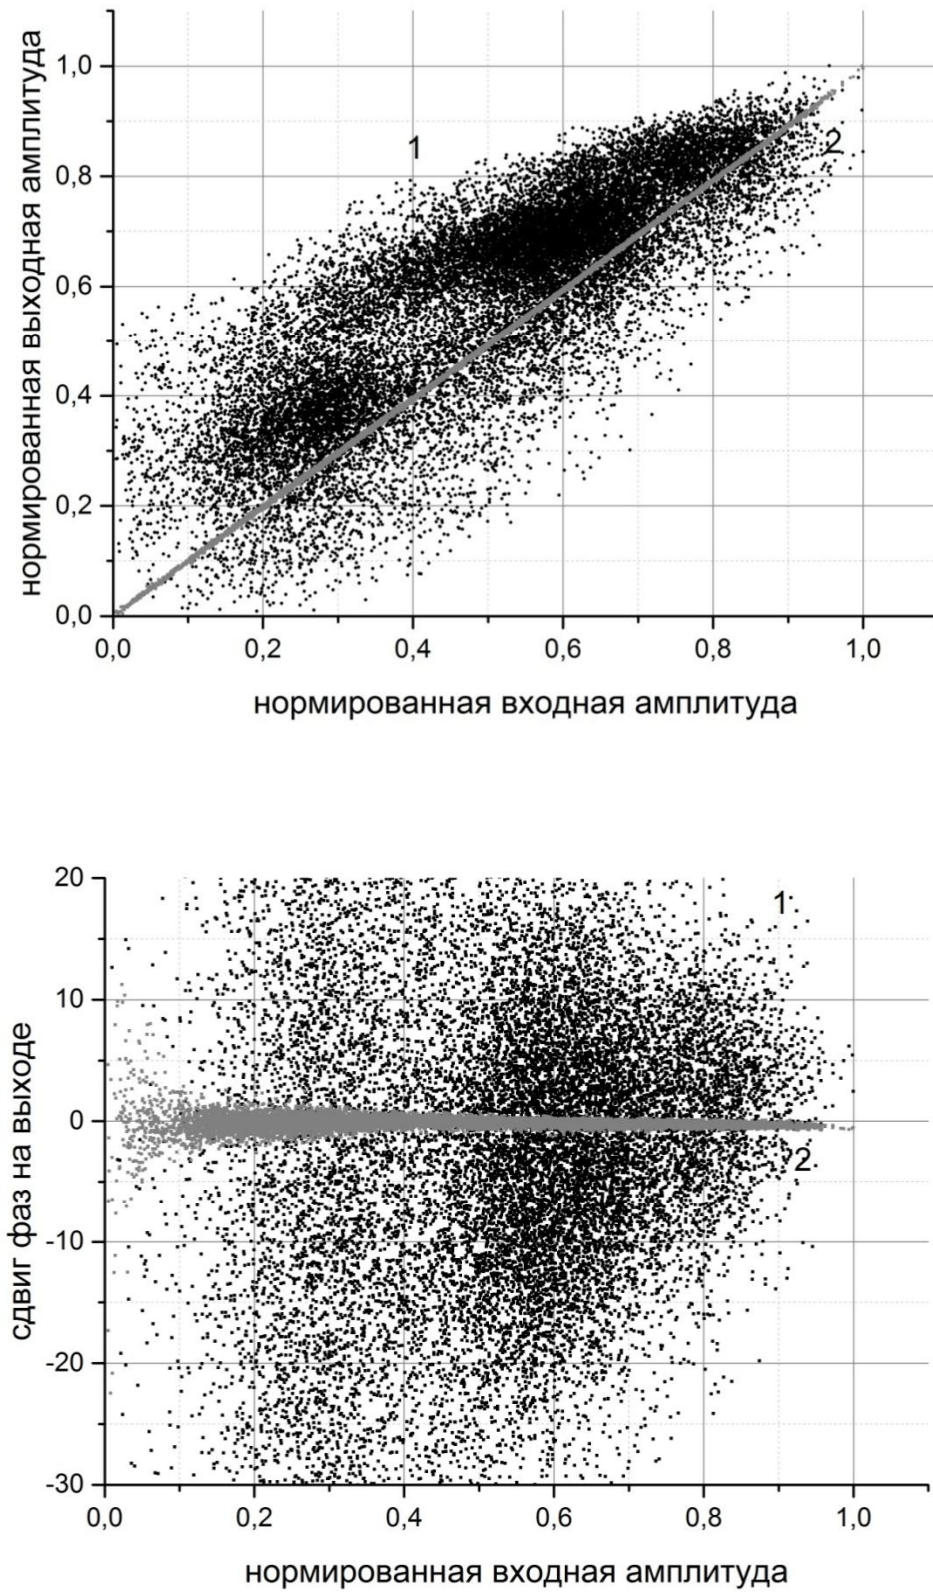 нормированная выходная амплитуда
1,0
0,8
0,6
0,4
0,2
0,0
1
2
0,0 0,2 0,4 0,6 0,8 1,0
нормированная входная амплитуда
сдвиг фаз на выходе
20
10
0
-10
-20
-30
1
2
0,0 0,2 0,4 0,6 0,8 1,0
нормированная входная амплитуда